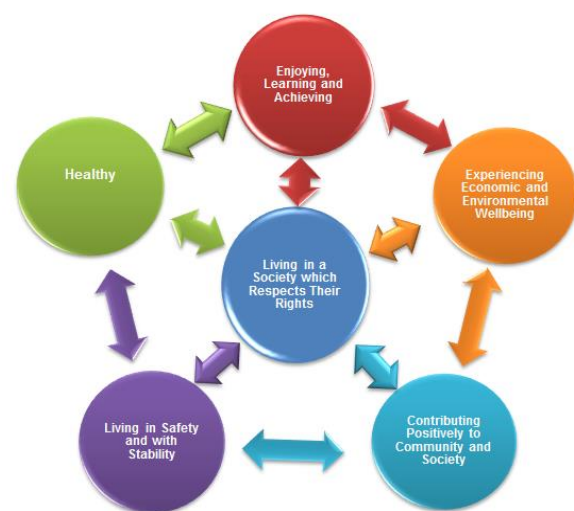 Enjoying,
Learning and
Achieving
Healthy
Experiencing
Economic and
Environmental
Wellbeing
Living in a
Society which
Respects Their
Rights
Living in Safety
and with
Stability
Contributing
Positively to
Community and
Society